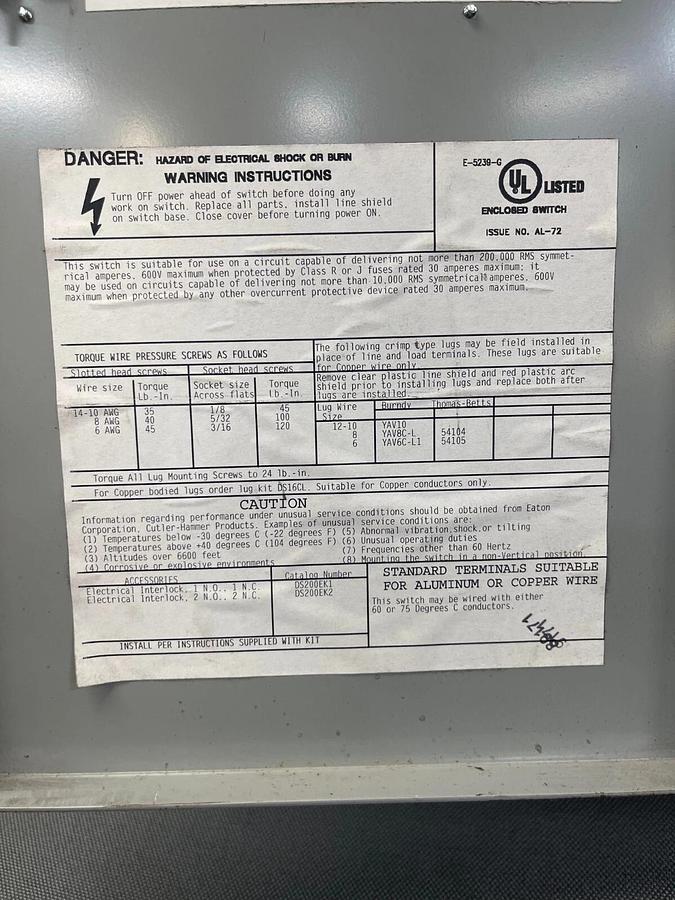 DANGER: HAZARD OF ELECTRICAL SHOCK OR BURN
WARNING INSTRUCTIONS
Turn OFF power ahead of switch before doing any
work on switch. Replace all parts, install line shield
on switch base. Close cover before turning power ON.
E-5239-G
UL LISTED
ENCLOSED SWITCH
ISSUE NO. AL-72
This switch is suitable for use on a circuit capable of delivering not more than 200,000 RMS symmet-
rical amperes. 600V maximum when protected by Class R or J fuses rated 30 amperes maximum; it
may be used on circuits capable of delivering not more than 10,000 RMS symmetrical amperes. 600V
maximum when protected by any other overcurrent protective device rated 30 amperes maximum.
TORQUE WIRE PRESSURE SCREWS AS FOLLOWS
Slotted head screws Socket head screws
Wire size Torque Lb.-In. Socket size Across flats Torque Lb.-In.
14-10 AWG 35 1/8 45
8 AWG 40 5/32 100
6 AWG 45 3/16 120
The following crimp type lugs may be field installed in
place of line and load terminals. These lugs are suitable
for Copper wire only.
Remove clear plastic line shield and red plastic arc
shield prior to installing lugs and replace both after
lugs are installed.
Lug Wire Size Burndy Thomas-Betts
12-10 YAV10
8 YAV8C-L 54104
6 YAV6C-L1 54105
Torque All Lug Mounting Screws to 24 lb.-in.
For Copper bodied lugs order lug kit DS16CL. Suitable for Copper conductors only.
CAUTION
Information regarding performance under unusual service conditions should be obtained from Eaton
Corporation, Cutler-Hammer Products. Examples of unusual service conditions are:
(1) Temperatures below -30 degrees C (-22 degrees F) (5) Abnormal vibration,shock,or tilting
(2) Temperatures above +40 degrees C (104 degrees F) (6) Unusual operating duties
(3) Altitudes over 6600 feet (7) Frequencies other than 60 Hertz
(4) Corrosive or explosive environments (8) Mounting the switch in a non-Vertical position.
ACCESSORIES Catalog Number
Electrical Interlock, 1 N.O., 1 N.C. DS200EK1
Electrical Interlock, 2 N.O., 2 N.C. DS200EK2
INSTALL PER INSTRUCTIONS SUPPLIED WITH KIT
STANDARD TERMINALS SUITABLE
FOR ALUMINUM OR COPPER WIRE
This switch may be wired with either
60 or 75 Degrees C conductors.